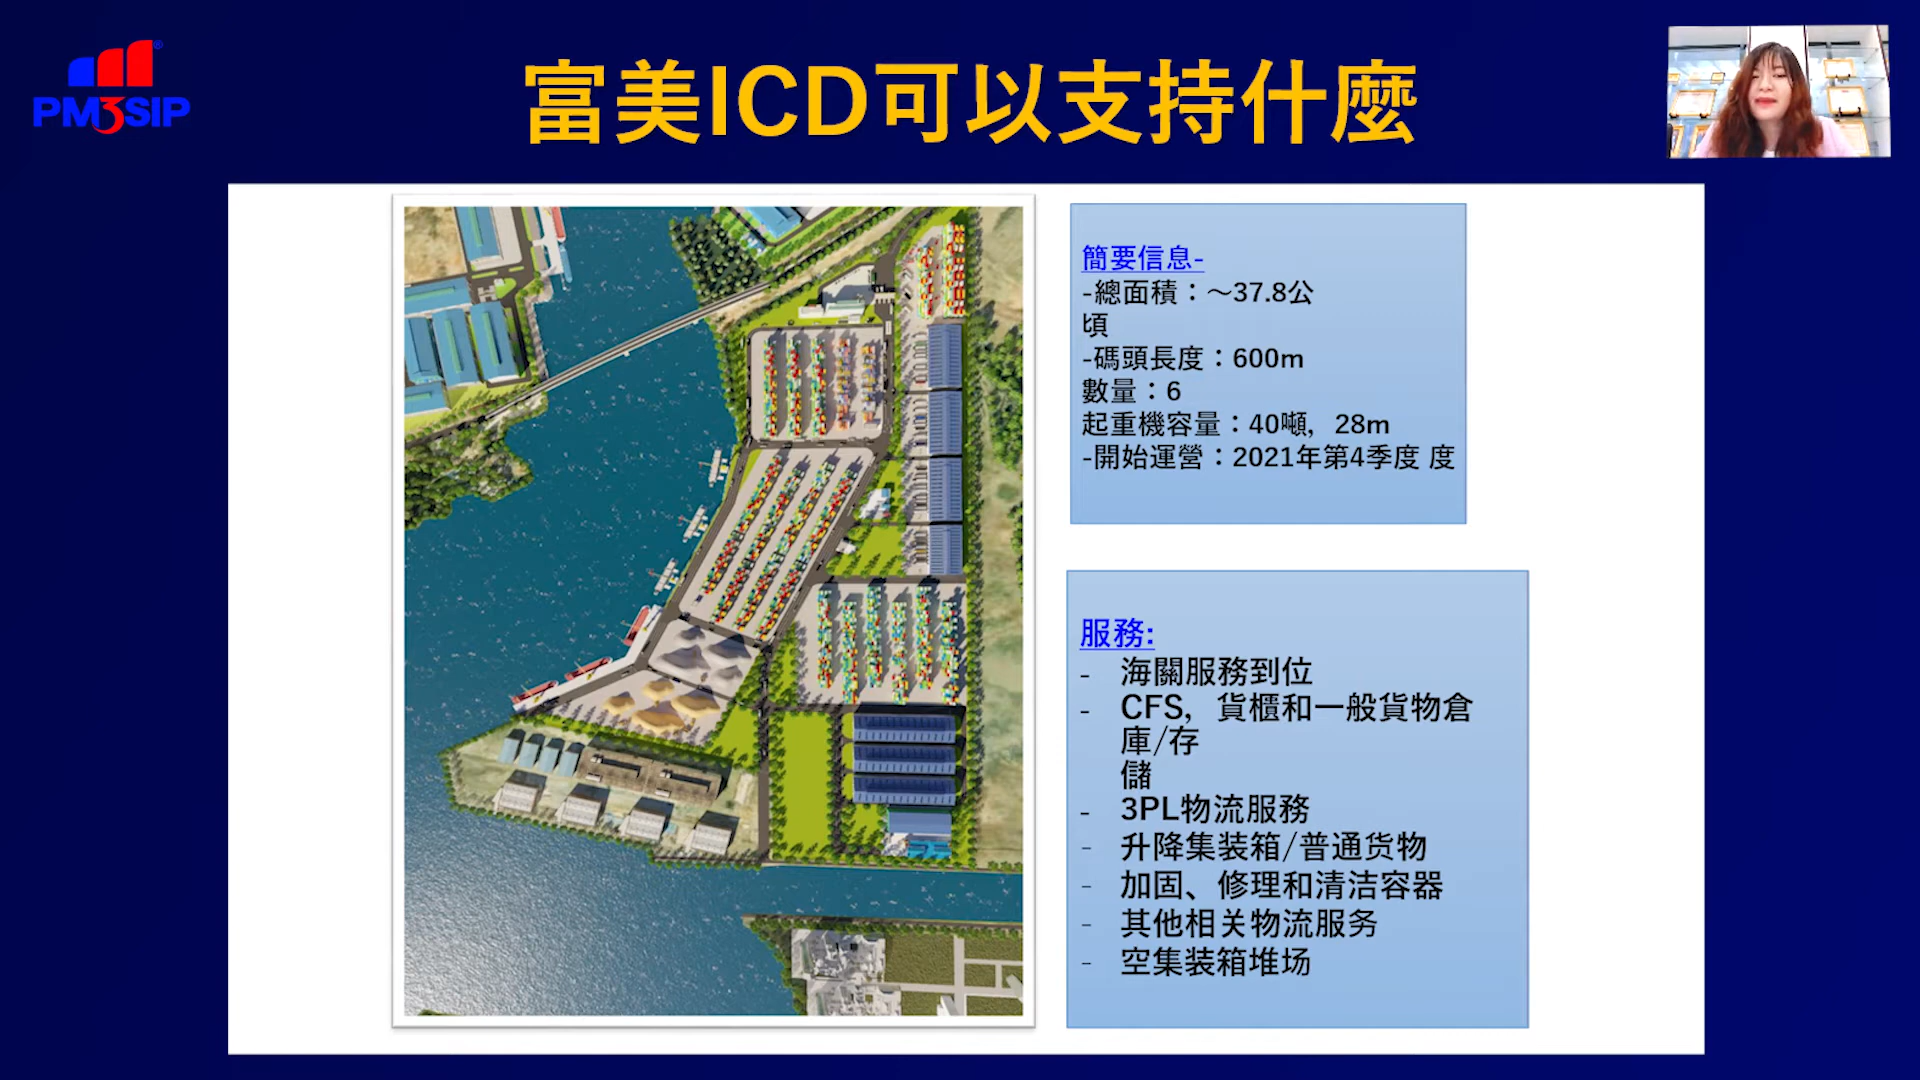 PM3SIP
富美ICD可以支持什麼
簡要信息-
-總面積：～37.8公
頃
-碼頭長度：600m
數量：6
起重機容量：40噸，28m
-開始運營：2021年第4季度 度
服務:
- 海關服務到位
- CFS，貨櫃和一般貨物倉
庫/存
儲
- 3PL物流服務
- 升降集装箱/普通货物
- 加固、修理和清洁容器
- 其他相关物流服务
- 空集装箱堆场